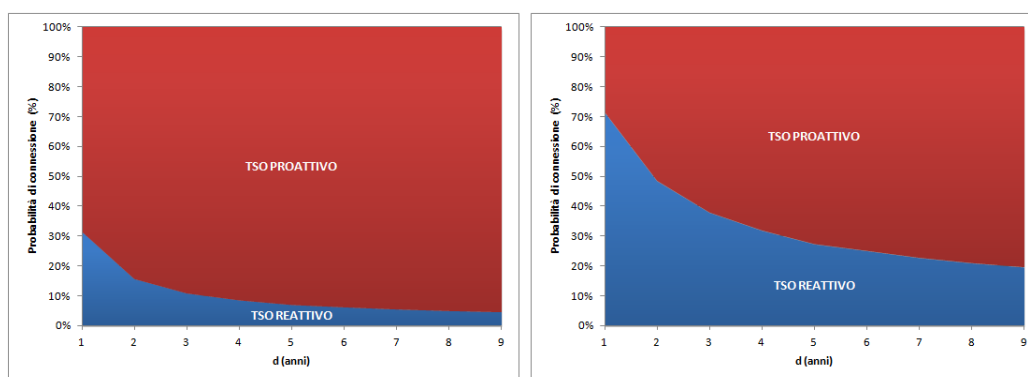 100%
90%
80%
70%
60%
50%
40%
30%
20%
10%
0%
Probabilità di connessione (%)
TSO PROATTIVO
TSO REATTIVO
1 2 3 4 5 6 7 8 9
d (anni)
100%
90%
80%
70%
60%
50%
40%
30%
20%
10%
0%
Probabilità di connessione (%)
TSO PROATTIVO
TSO REATTIVO
1 2 3 4 5 6 7 8 9
d (anni)